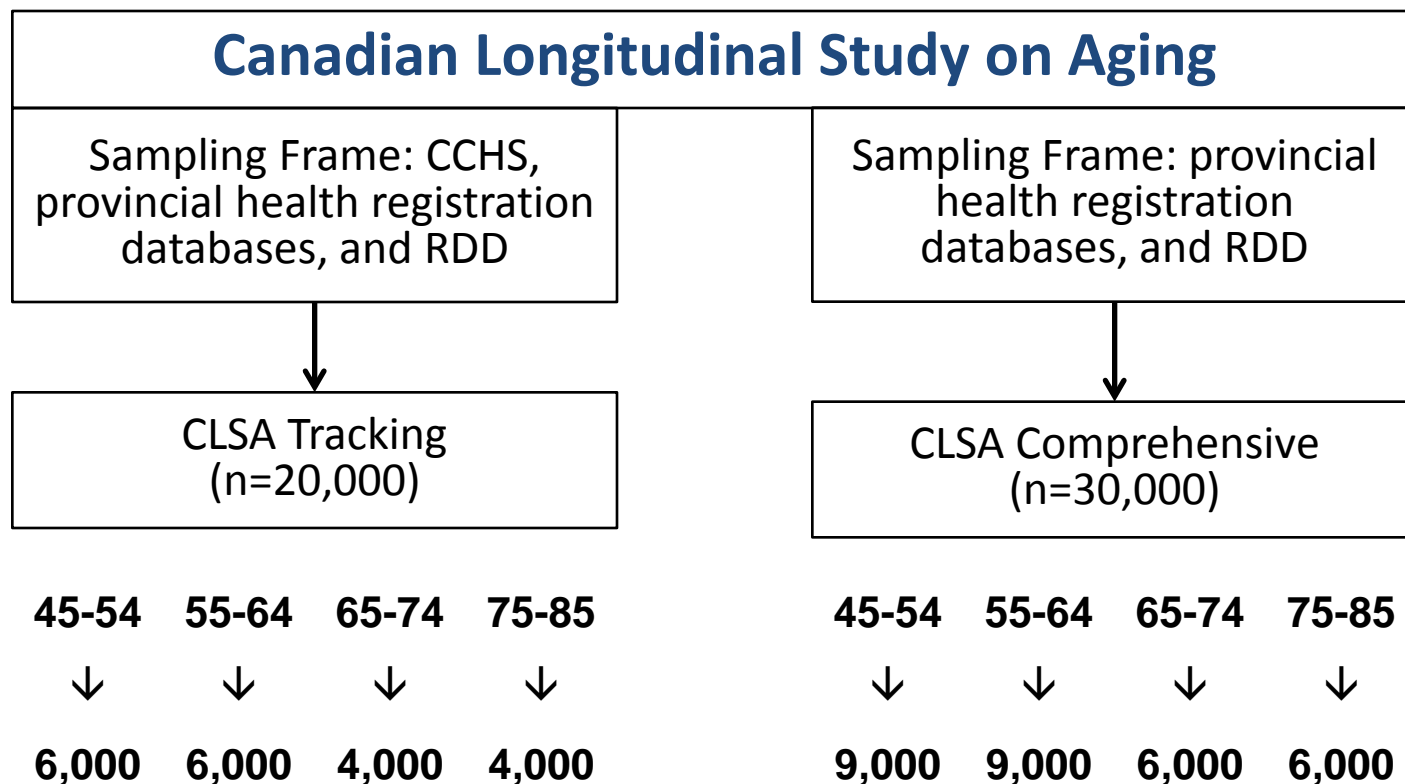 Canadian Longitudinal Study on Aging
Sampling Frame: CCHS,
provincial health registration
databases, and RDD
Sampling Frame: provincial
health registration
databases, and RDD
CLSA Tracking
(n=20,000)
CLSA Comprehensive
(n=30,000)
45-54 55-64 65-74 75-85
↓ ↓ ↓ ↓
6,000 6,000 4,000 4,000
45-54 55-64 65-74 75-85
↓ ↓ ↓ ↓
9,000 9,000 6,000 6,000